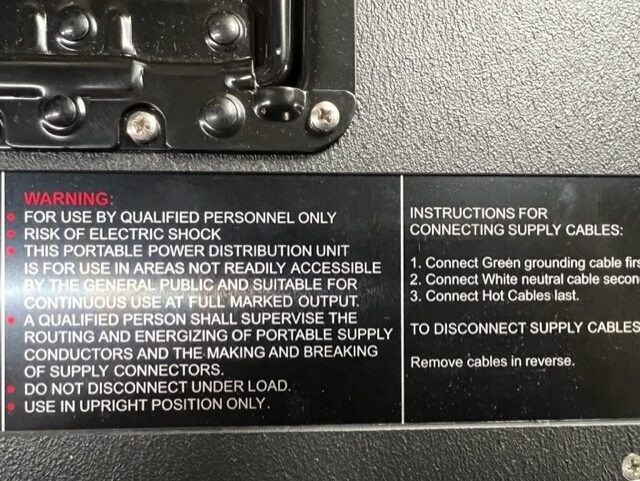 WARNING:
• FOR USE BY QUALIFIED PERSONNEL ONLY
• RISK OF ELECTRIC SHOCK
• THIS PORTABLE POWER DISTRIBUTION UNIT
IS FOR USE IN AREAS NOT READILY ACCESSIBLE
BY THE GENERAL PUBLIC AND SUITABLE FOR
CONTINUOUS USE AT FULL MARKED OUTPUT.
• A QUALIFIED PERSON SHALL SUPERVISE THE
ROUTING AND ENERGIZING OF PORTABLE SUPPLY
CONDUCTORS AND THE MAKING AND BREAKING
OF SUPPLY CONNECTORS.
• DO NOT DISCONNECT UNDER LOAD.
• USE IN UPRIGHT POSITION ONLY.
INSTRUCTIONS FOR
CONNECTING SUPPLY CABLES:
1. Connect Green grounding cable firs
2. Connect White neutral cable secon
3. Connect Hot Cables last.
TO DISCONNECT SUPPLY CABLES
Remove cables in reverse.